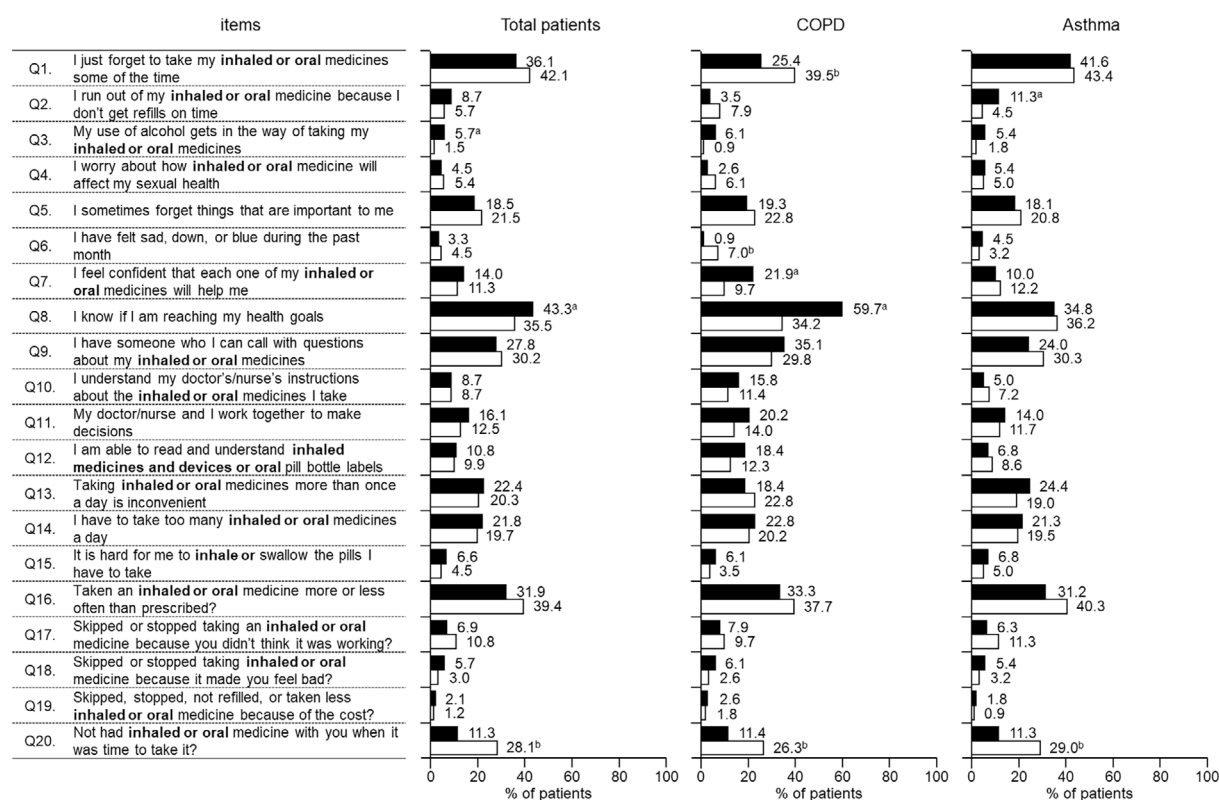 items Total patients COPD Asthma
Q1. I just forget to take my inhaled or oral medicines
some of the time
36.1 25.4 41.6
42.1 39.5b 43.4
Q2. I run out of my inhaled or oral medicine because I
don't get refills on time
8.7 3.5 11.3a
5.7 7.9 4.5
Q3. My use of alcohol gets in the way of taking my
inhaled or oral medicines
5.7a 6.1 5.4
1.5 0.9 1.8
Q4. I worry about how inhaled or oral medicine will
affect my sexual health
4.5 2.6 5.4
5.4 6.1 5.0
Q5. I sometimes forget things that are important to me
18.5 19.3 18.1
21.5 22.8 20.8
Q6. I have felt sad, down, or blue during the past
month
3.3 0.9 4.5
4.5 7.0b 3.2
Q7. I feel confident that each one of my inhaled or
oral medicines will help me
14.0 21.9a 10.0
11.3 9.7 12.2
Q8. I know if I am reaching my health goals
43.3a 59.7a 34.8
35.5 34.2 36.2
Q9. I have someone who I can call with questions
about my inhaled or oral medicines
27.8 35.1 24.0
30.2 29.8 30.3
Q10. I understand my doctor's/nurse's instructions
about the inhaled or oral medicines I take
8.7 15.8 5.0
8.7 11.4 7.2
Q11. My doctor/nurse and I work together to make
decisions
16.1 20.2 14.0
12.5 14.0 11.7
Q12. I am able to read and understand inhaled
medicines and devices or oral pill bottle labels
10.8 18.4 6.8
9.9 12.3 8.6
Q13. Taking inhaled or oral medicines more than once
a day is inconvenient
22.4 18.4 24.4
20.3 22.8 19.0
Q14. I have to take too many inhaled or oral medicines
a day
21.8 22.8 21.3
19.7 20.2 19.5
Q15. It is hard for me to inhale or swallow the pills I
have to take
6.6 6.1 6.8
4.5 3.5 5.0
Q16. Taken an inhaled or oral medicine more or less
often than prescribed?
31.9 33.3 31.2
39.4 37.7 40.3
Q17. Skipped or stopped taking an inhaled or oral
medicine because you didn't think it was working?
6.9 7.9 6.3
10.8 9.7 11.3
Q18. Skipped or stopped taking inhaled or oral
medicine because it made you feel bad?
5.7 6.1 5.4
3.0 2.6 3.2
Q19. Skipped, stopped, not refilled, or taken less
inhaled or oral medicine because of the cost?
2.1 2.6 1.8
1.2 1.8 0.9
Q20. Not had inhaled or oral medicine with you when it
was time to take it?
11.3 11.4 11.3
28.1b 26.3b 29.0b
0 20 40 60 80 100 0 20 40 60 80 100 0 20 40 60 80 100
% of patients % of patients % of patients